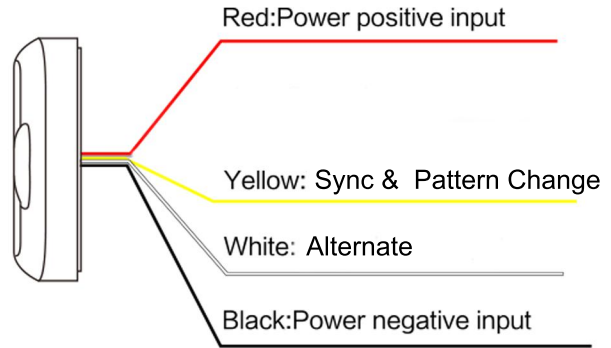 Red:Power positive input
Yellow: Sync & Pattern Change
White: Alternate
Black:Power negative input